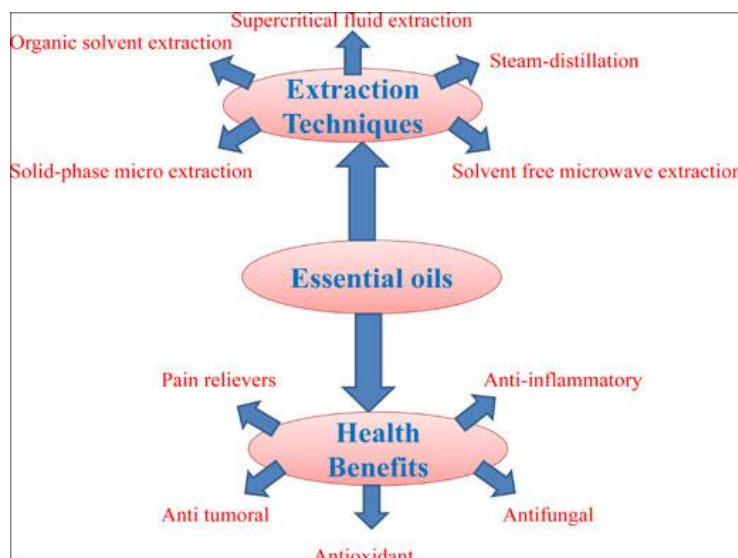 Supercritical fluid extraction
Organic solvent extraction
Steam-distillation
Extraction
Techniques
Solid-phase micro extraction
Solvent free microwave extraction
Essential oils
Pain relievers
Anti-inflammatory
Health
Benefits
Anti tumoral
Antifungal
Antioxidant